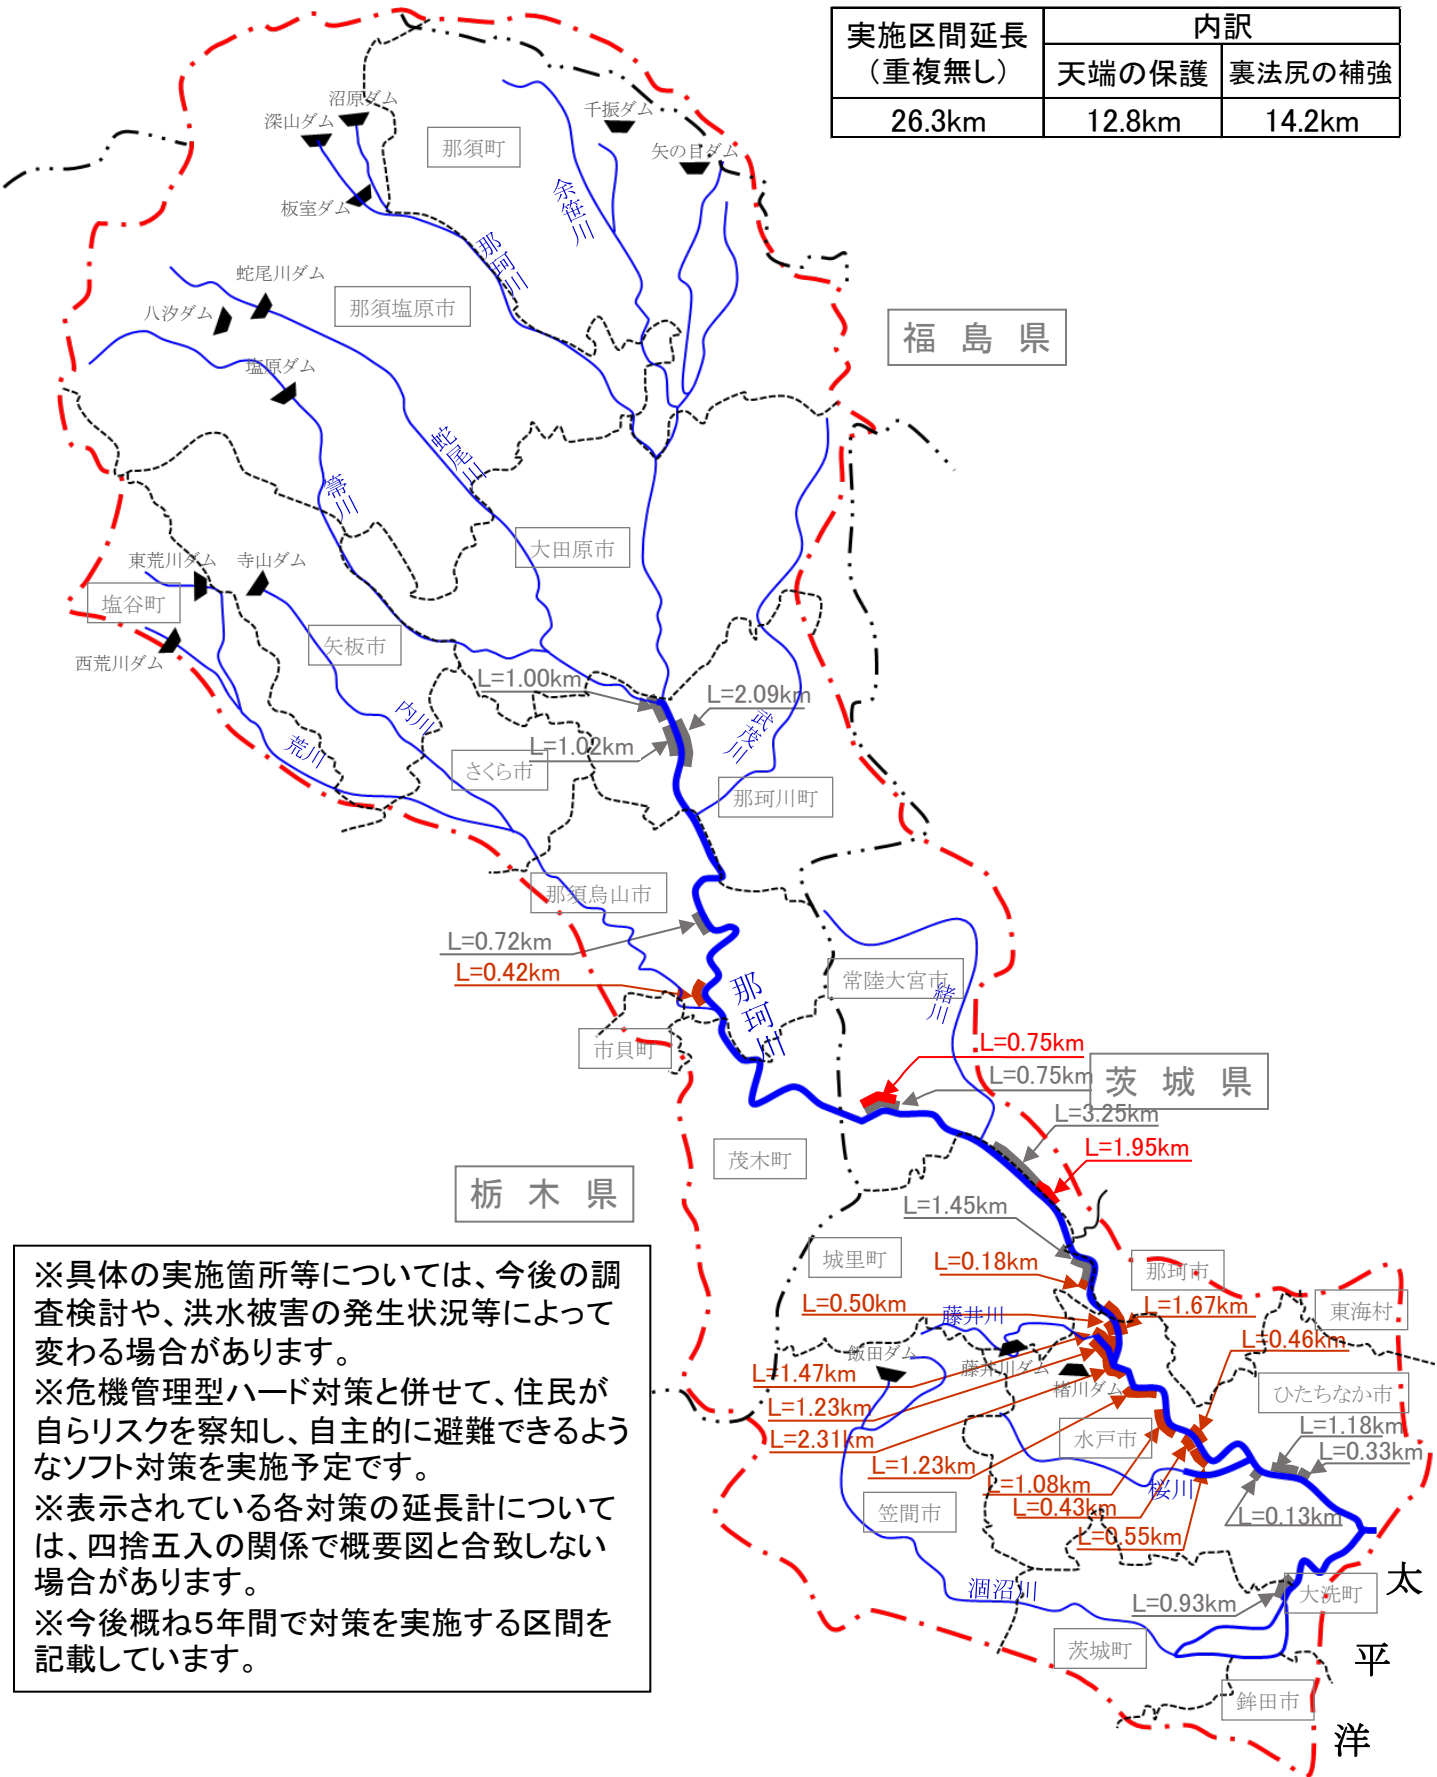 実施区間延長
（重複無し）
内訳
天端の保護
裏法尻の補強
26.3km
12.8km
14.2km
沼原ダム
深山ダム
千振ダム
那須町
矢の目ダム
板室ダム
余笹川
那珂川
蛇尾川ダム
八汐ダム
那須塩原市
福島県
塩原ダム
蛇尾川
箒川
大田原市
東荒川ダム
寺山ダム
塩谷町
矢板市
西荒川ダム
L=1.00km
L=2.09km
内川
武茂川
荒川
L=1.02km
さくら市
那珂川町
那須烏山市
L=0.72km
L=0.42km
常陸大宮市
緒川
那珂川
市貝町
L=0.75km
L=0.75km
茨城県
L=3.25km
茂木町
L=1.95km
栃木県
L=1.45km
城里町
L=0.18km
那珂市
L=0.50km
藤井川
L=1.67km
東海村
L=0.46km
飯田ダム
藤井川ダム
L=1.47km
楮川ダム
ひたちなか市
L=1.23km
L=2.31km
水戸市
L=1.18km
L=0.33km
L=1.23km
L=1.08km
桜川
L=0.43km
笠間市
L=0.13km
L=0.55km
涸沼川
L=0.93km
大洗町
茨城町
鉾田市
太平洋
※具体の実施箇所等については、今後の調
査検討や、洪水被害の発生状況等によって
変わる場合があります。
※危機管理型ハード対策と併せて、住民が
自らリスクを察知し、自主的に避難できるよう
なソフト対策を実施予定です。
※表示されている各対策の延長計について
は、四捨五入の関係で概要図と合致しない
場合があります。
※今後概ね５年間で対策を実施する区間を
記載しています。